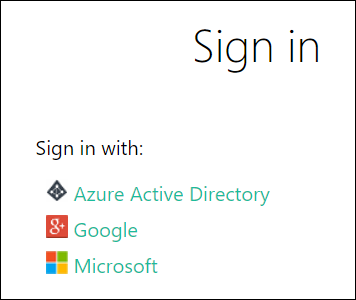 Sign in
Sign in with:
Azure Active Directory
g+ Google
Microsoft